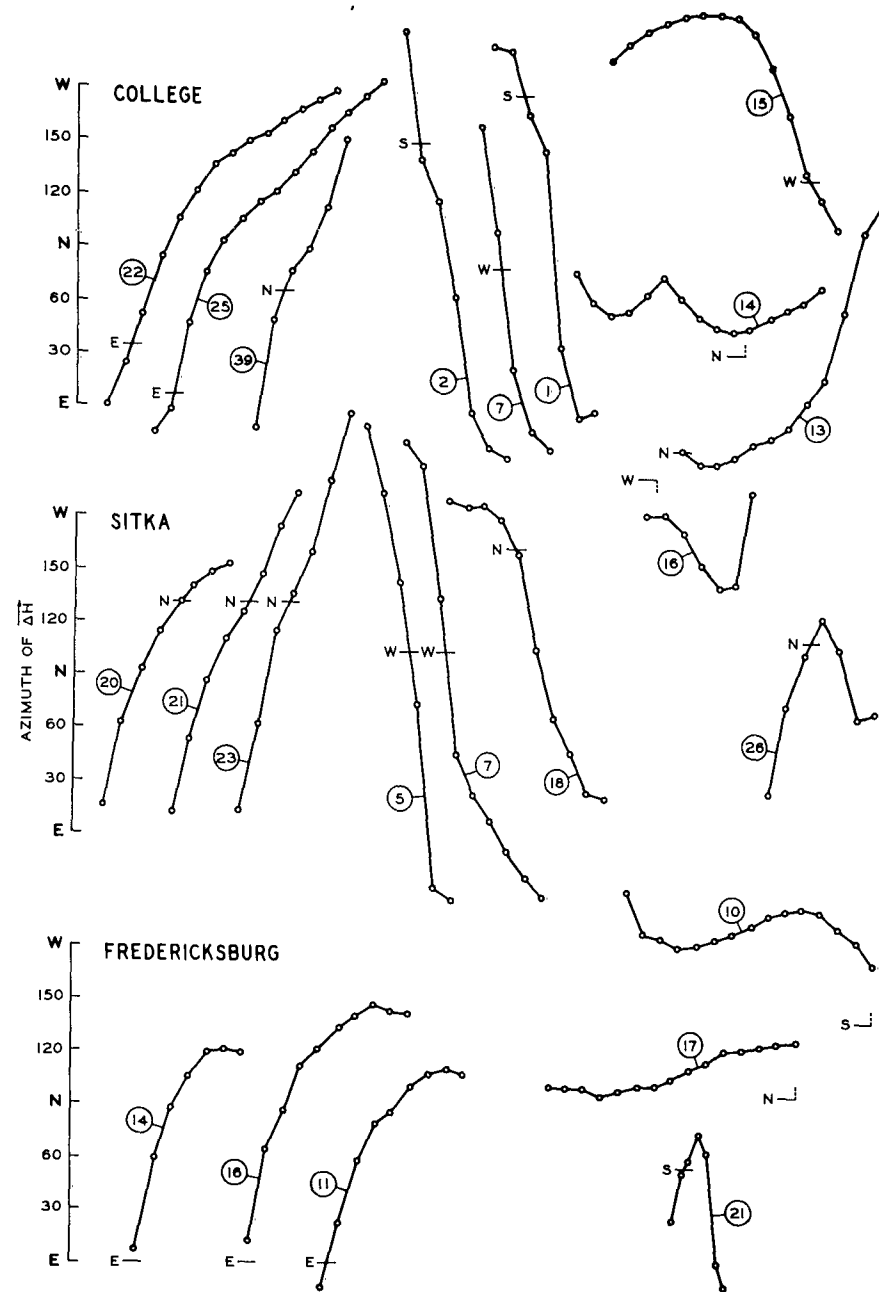 W
COLLEGE
150
120
N
60
30
E
22
E
25
E
39
N
S
2
W
7
S
1
15
W
14
N
13
N
W
AZIMUTH OF ΔH
W
SITKA
150
120
N
60
30
E
20
N
21
N
23
N
5
W
7
W
18
N
16
26
N
10
S
W
FREDERICKSBURG
150
120
N
60
30
E
14
E
16
E
11
E
17
N
S
21